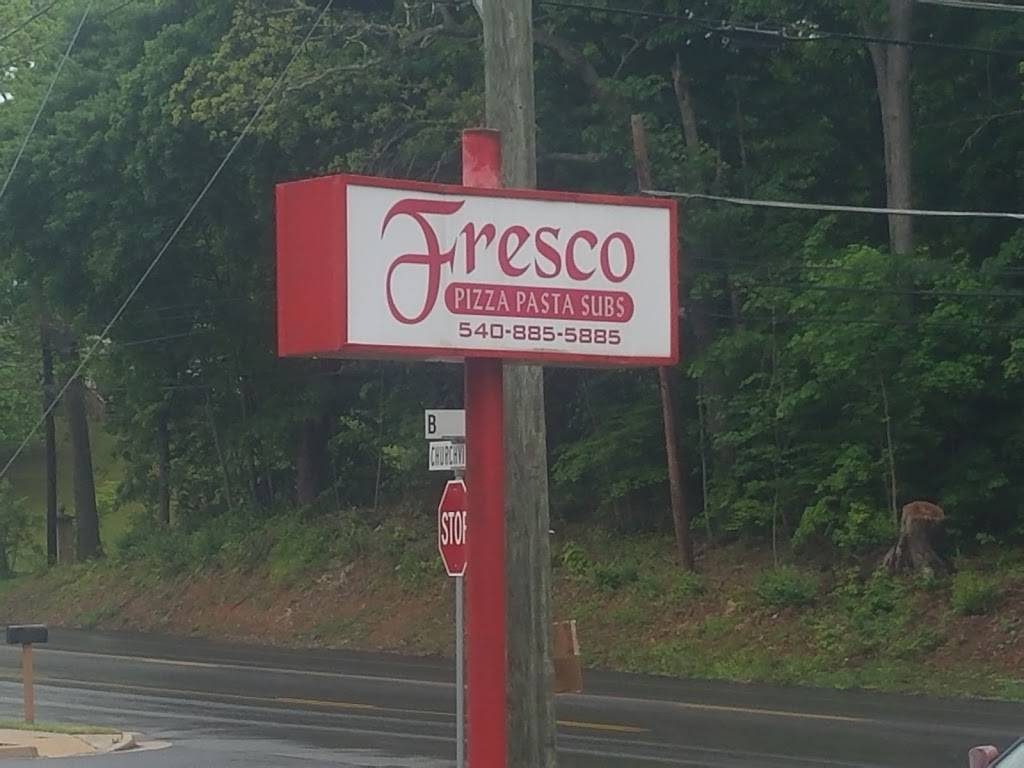 Fresco
PIZZA PASTA SUBS
540-885-5885
B
STOP